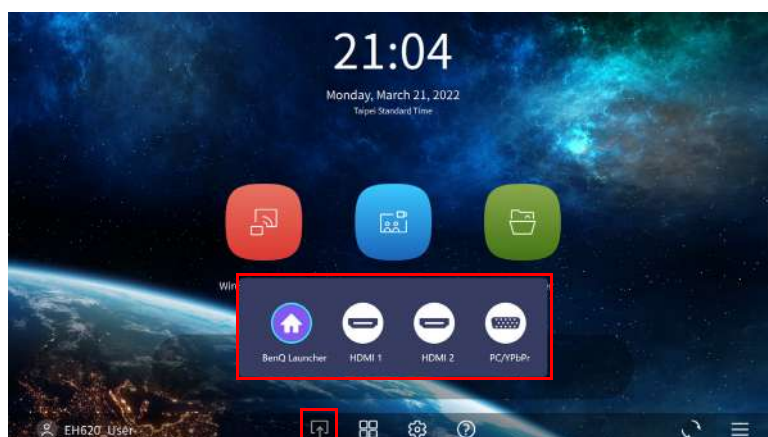 21:04
Monday, March 21, 2022
Taipei Standard Time
BenQ Launcher
HDMI 1
HDMI 2
PC/YPbPr
EH620_User